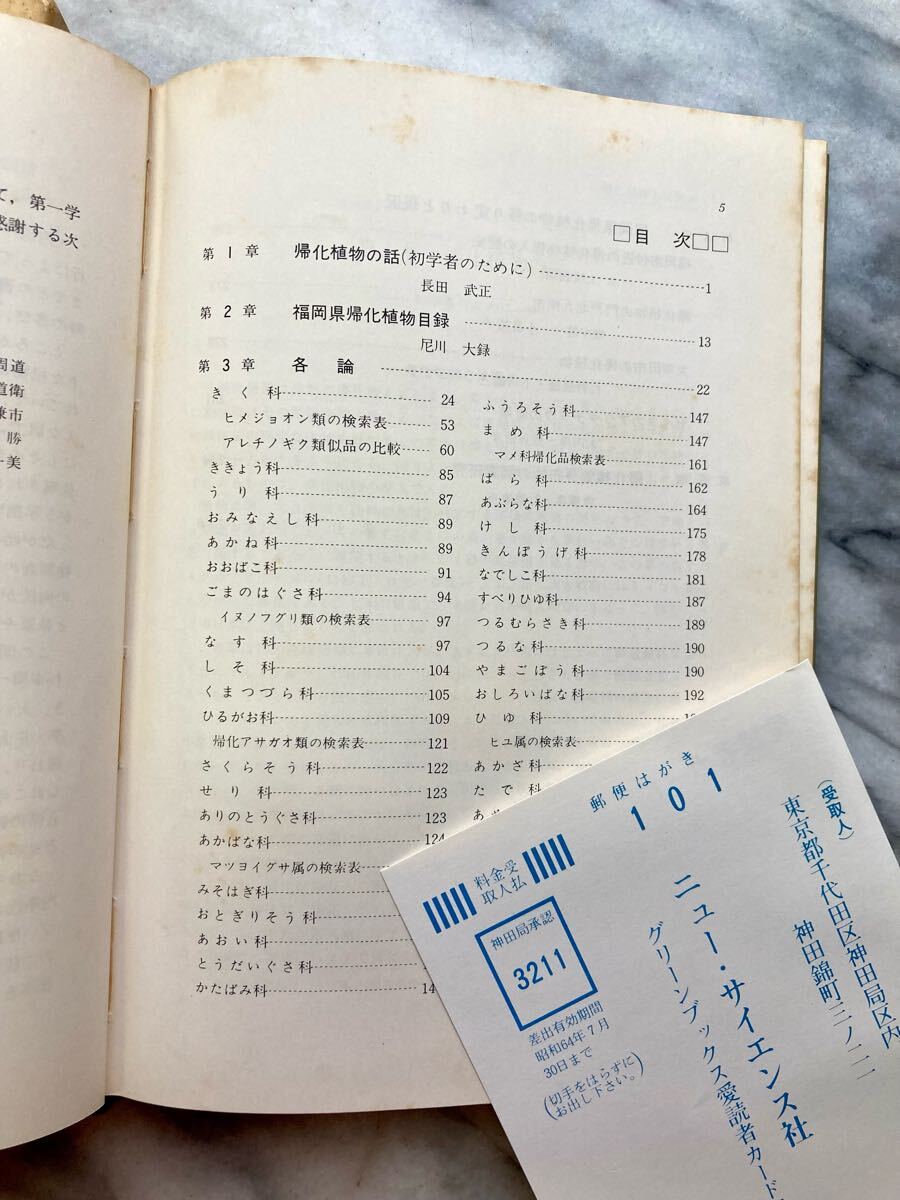 て，第一学
感謝する次
周道
道衛
兼市
勝
美
5
□目　次□□
第1章　帰化植物の話(初学者のために)……1
長田　武正
第2章　福岡県帰化植物目録……13
尼川　大録
第3章　各　論……22
きく科……24
ヒメジョオン類の検索表……53
アレチノギク類似品の比較……60
ききょう科……85
うり科……87
おみなえし科……89
あかね科……89
おおばこ科……91
ごまのはぐさ科……94
イヌノフグリ類の検索表……97
なす科……97
しそ科……104
くまつづら科……105
ひるがお科……109
帰化アサガオ類の検索表……121
さくらそう科……122
せり科……123
ありのとうぐさ科……123
あかばな科……124
マツヨイグサ属の検索表
みそはぎ科
おとぎりそう科
あおい科
とうだいぐさ科
かたばみ科……14
ふうろそう科……147
まめ科……147
マメ科帰化品検索表……161
ばら科……162
あぶらな科……164
けし科……175
きんぽうげ科……178
なでしこ科……181
すべりひゆ科……187
つるむらさき科……189
つるな科……190
やまごぼう科……190
おしろいばな科……192
ひゆ科
ヒユ属の検索表
あかざ科
たで科
郵便はがき
101
(受取人)
東京都千代田区神田局区内
神田錦町三ノ二二
ニュー・サイエンス社
グリーンブックス愛読者カード
料金受
取人払
神田局承認
3211
差出有効期間
昭和64年7月
30日まで
(切手をはらずに
お出し下さい。)